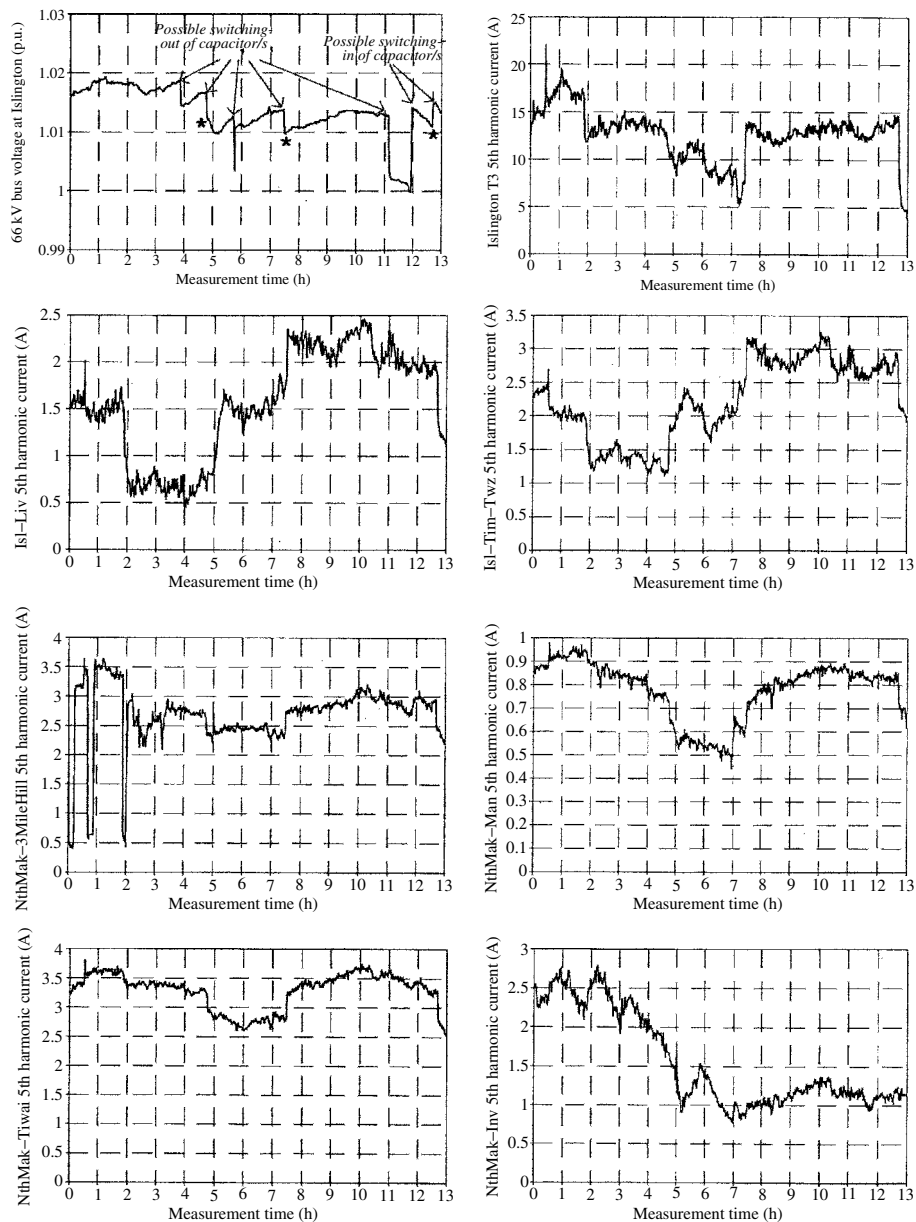 1.03
1.02
1.01
1
0.99
66 kV bus voltage at Islington (p.u.)
Possible switching-
out of capacitor/s
Possible switching-
in of capacitor/s
*
*
*
0 1 2 3 4 5 6 7 8 9 10 11 12 13
Measurement time (h)
25
20
15
10
5
0
Islington T3 5th harmonic current (A)
0 1 2 3 4 5 6 7 8 9 10 11 12 13
Measurement time (h)
2.5
2
1.5
1
0.5
0
Isl–Liv 5th harmonic current (A)
0 1 2 3 4 5 6 7 8 9 10 11 12 13
Measurement time (h)
3.5
3
2.5
2
1.5
1
0.5
0
Isl–Tim–Twz 5th harmonic current (A)
0 1 2 3 4 5 6 7 8 9 10 11 12 13
Measurement time (h)
4
3.5
3
2.5
2
1.5
1
0.5
0
NthMak–3MileHill 5th harmonic current (A)
0 1 2 3 4 5 6 7 8 9 10 11 12 13
Measurement time (h)
1
0.9
0.8
0.7
0.6
0.5
0.4
0.3
0.2
0.1
0
NthMak–Man 5th harmonic current (A)
0 1 2 3 4 5 6 7 8 9 10 11 12 13
Measurement time (h)
4
3.5
3
2.5
2
1.5
1
0.5
0
NthMak–Tiwai 5th harmonic current (A)
0 1 2 3 4 5 6 7 8 9 10 11 12 13
Measurement time (h)
3
2.5
2
1.5
1
0.5
0
NthMak–Inv 5th harmonic current (A)
0 1 2 3 4 5 6 7 8 9 10 11 12 13
Measurement time (h)